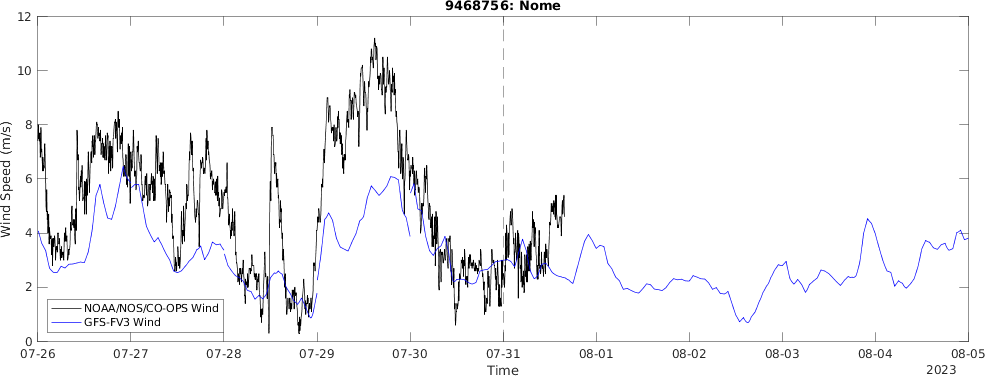 9468756: Nome
12
10
8
6
4
2
0
Wind Speed (m/s)
NOAA/NOS/CO-OPS Wind
GFS-FV3 Wind
07-26 07-27 07-28 07-29 07-30 07-31 08-01 08-02 08-03 08-04 08-05
Time
2023